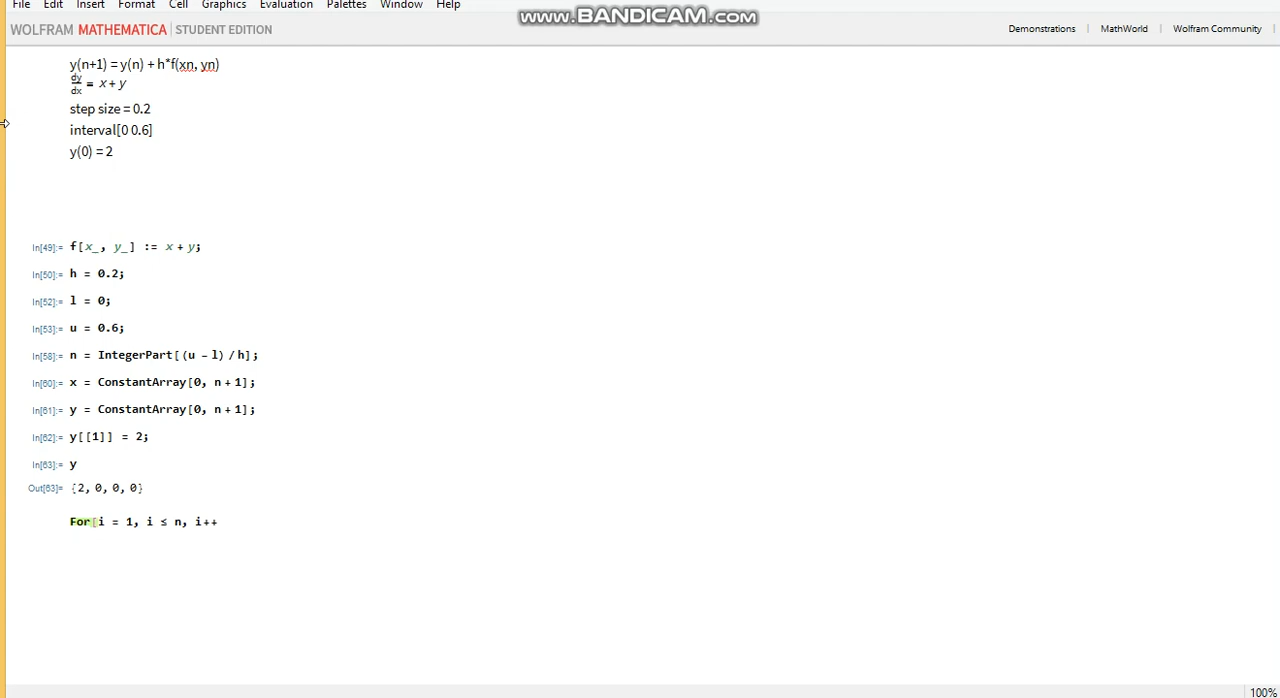 File Edit Insert Format Cell Graphics Evaluation Palettes Window Help
www.BANDICAM.com
WOLFRAM MATHEMATICA | STUDENT EDITION
Demonstrations | MathWorld | Wolfram Community |
y(n+1) = y(n) + h*f(xn, yn)
dy/dx = x + y
step size = 0.2
interval[0 0.6]
y(0) = 2
In[49]:= f[x_, y_] := x + y;
In[50]:= h = 0.2;
In[52]:= l = 0;
In[53]:= u = 0.6;
In[58]:= n = IntegerPart[(u - l) / h];
In[60]:= x = ConstantArray[0, n + 1];
In[61]:= y = ConstantArray[0, n + 1];
In[62]:= y[[1]] = 2;
In[63]:= y
Out[63]= {2, 0, 0, 0}
For[i = 1, i ≤ n, i++
100%